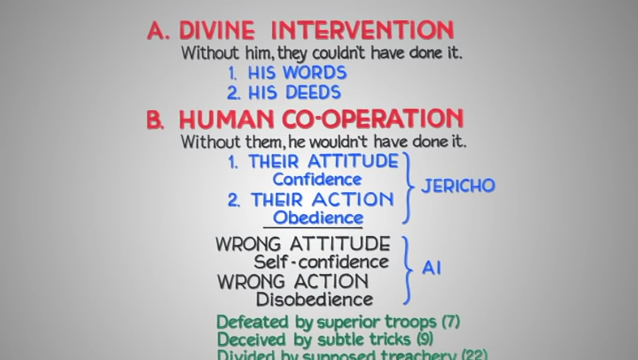 A. DIVINE INTERVENTION
Without him, they couldn't have done it.
1. HIS WORDS
2. HIS DEEDS
B. HUMAN CO-OPERATION
Without them, he wouldn't have done it.
1. THEIR ATTITUDE
Confidence
2. THEIR ACTION
Obedience
JERICHO
WRONG ATTITUDE
Self-confidence
WRONG ACTION
Disobedience
AI
Defeated by superior troops (7)
Deceived by subtle tricks (9)
Divided by supposed treachery (22)